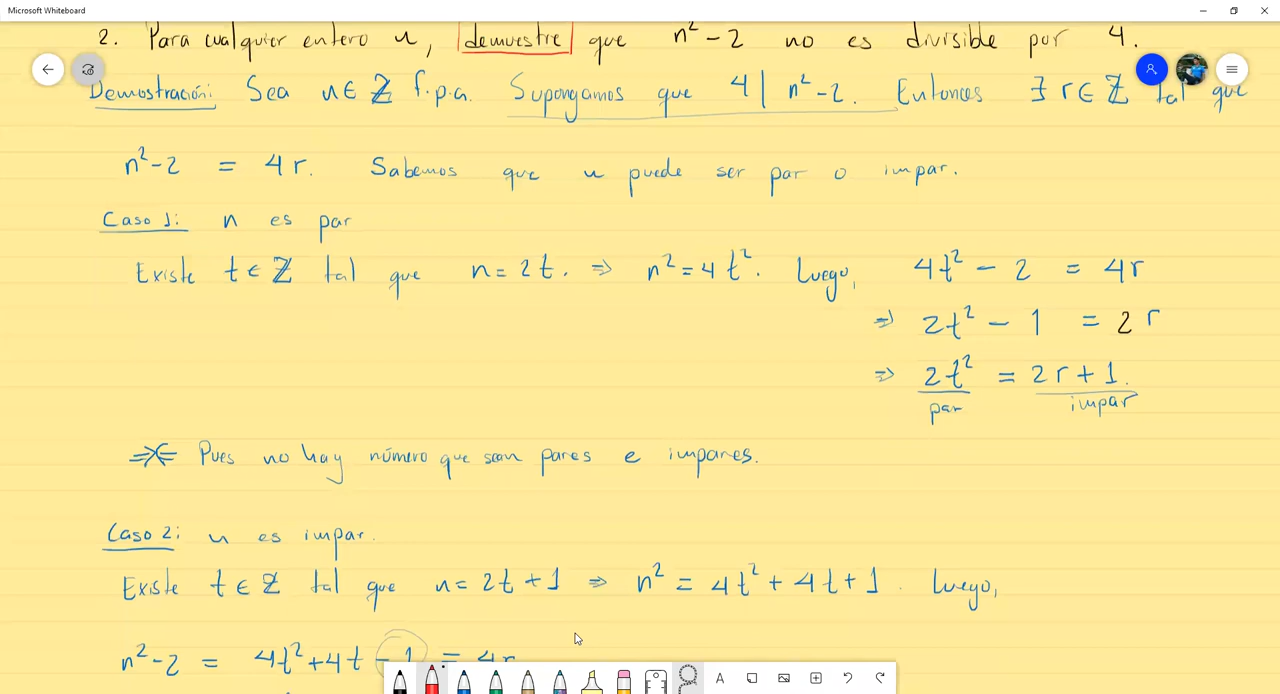 Microsoft Whiteboard
2. Para cualquier entero n, demuestre que n² - 2 no es divisible por 4.
Demostración: Sea n ∈ ℤ f.p.a. Supongamos que 4 | n² - 2. Entonces ∃ r ∈ ℤ tal que
n² - 2 = 4r. Sabemos que n puede ser par o impar.
Caso 1: n es par
Existe t ∈ ℤ tal que n = 2t. ⇒ n² = 4t². Luego, 4t² - 2 = 4r
⇒ 2t² - 1 = 2r
⇒ 2t² = 2r + 1.
par impar
⇒⇐ Pues no hay número que sean pares e impares.
Caso 2: n es impar.
Existe t ∈ ℤ tal que n = 2t + 1 ⇒ n² = 4t² + 4t + 1. Luego,
n² - 2 = 4t² + 4t - 1 = 4r